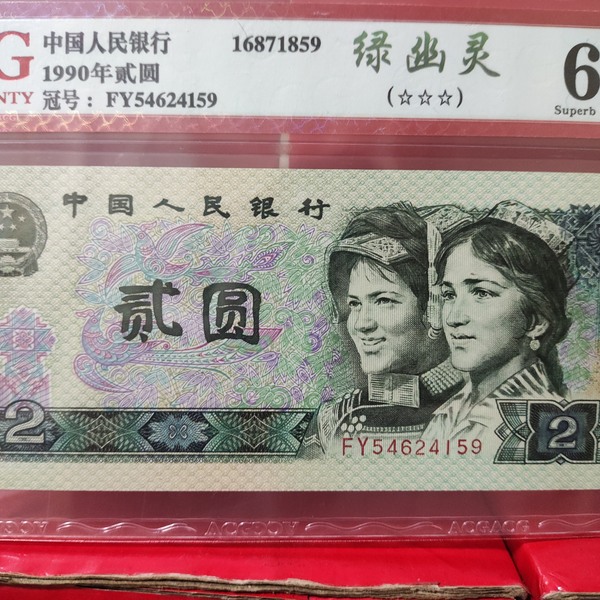 G
中国人民银行 16871859 绿幽灵 6
1990年贰圆 (☆☆☆)
NTY 冠号： FY54624159 Superb
中国人民银行
贰圆
2 FY54624159 2
ACGACG